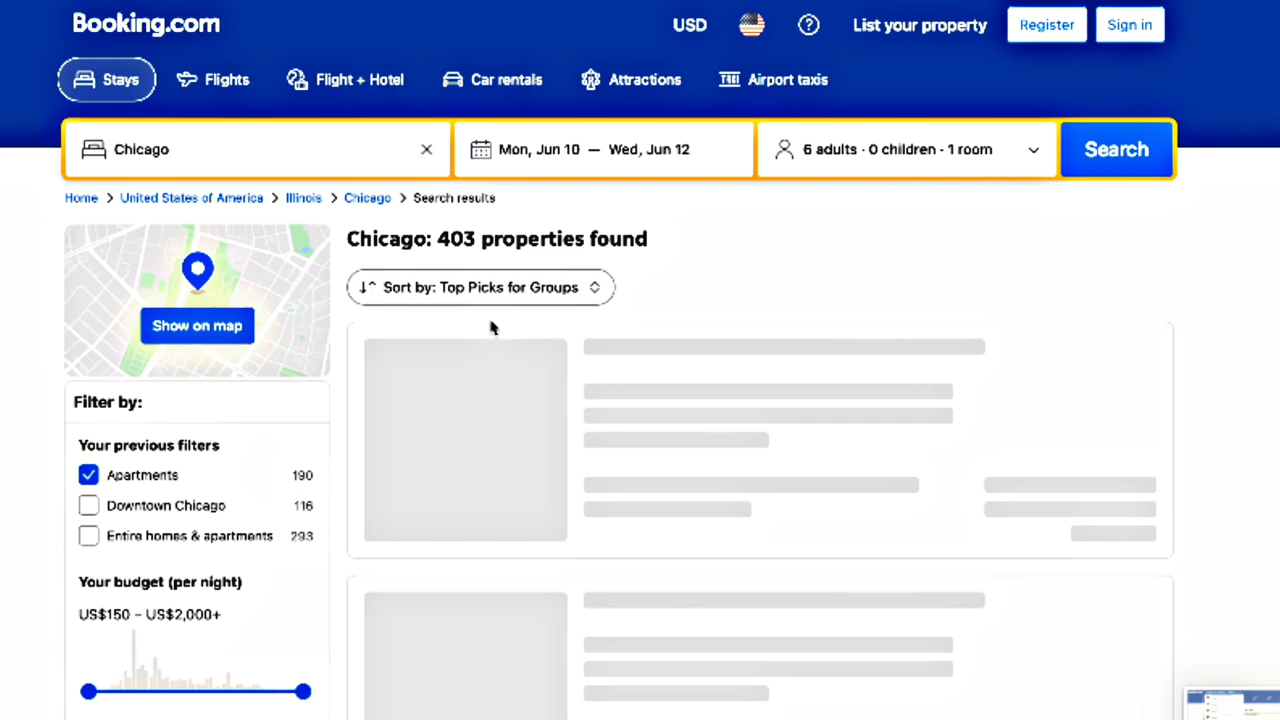 Booking.com
USD
List your property
Register
Sign in
Stays
Flights
Flight + Hotel
Car rentals
Attractions
Airport taxis
Chicago
Mon, Jun 10 — Wed, Jun 12
6 adults · 0 children · 1 room
Search
Home > United States of America > Illinois > Chicago > Search results
Show on map
Chicago: 403 properties found
Sort by: Top Picks for Groups
Filter by:
Your previous filters
Apartments 190
Downtown Chicago 116
Entire homes & apartments 293
Your budget (per night)
US$150 – US$2,000+